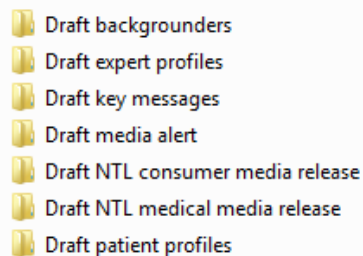 Draft backgrounders
Draft expert profiles
Draft key messages
Draft media alert
Draft NTL consumer media release
Draft NTL medical media release
Draft patient profiles